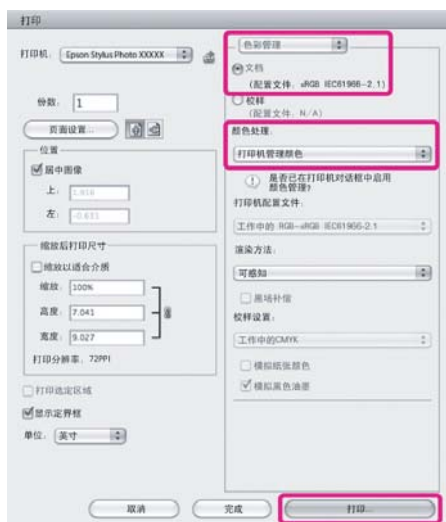 打印
打印机: Epson Stylus Photo XXXXX
份数: 1
页面设置...
位置
居中图像
上: 1.916
左: -0.633
缩放后打印尺寸
缩放以适合介质
缩放: 100%
高度: 7.041
宽度: 9.027
打印分辨率: 72PPI
打印选定区域
显示定界框
单位: 英寸
色彩管理
文档
(配置文件: sRGB IEC61966-2.1)
校样
(配置文件: N/A)
颜色处理:
打印机管理颜色
是否已在打印机对话框中启用
颜色管理?
打印机配置文件:
工作中的 RGB-sRGB IEC61966-2.1
渲染方法:
可感知
黑场补偿
校样设置:
工作中的CMYK
模拟纸张颜色
模拟黑色油墨
取消
完成
打印...